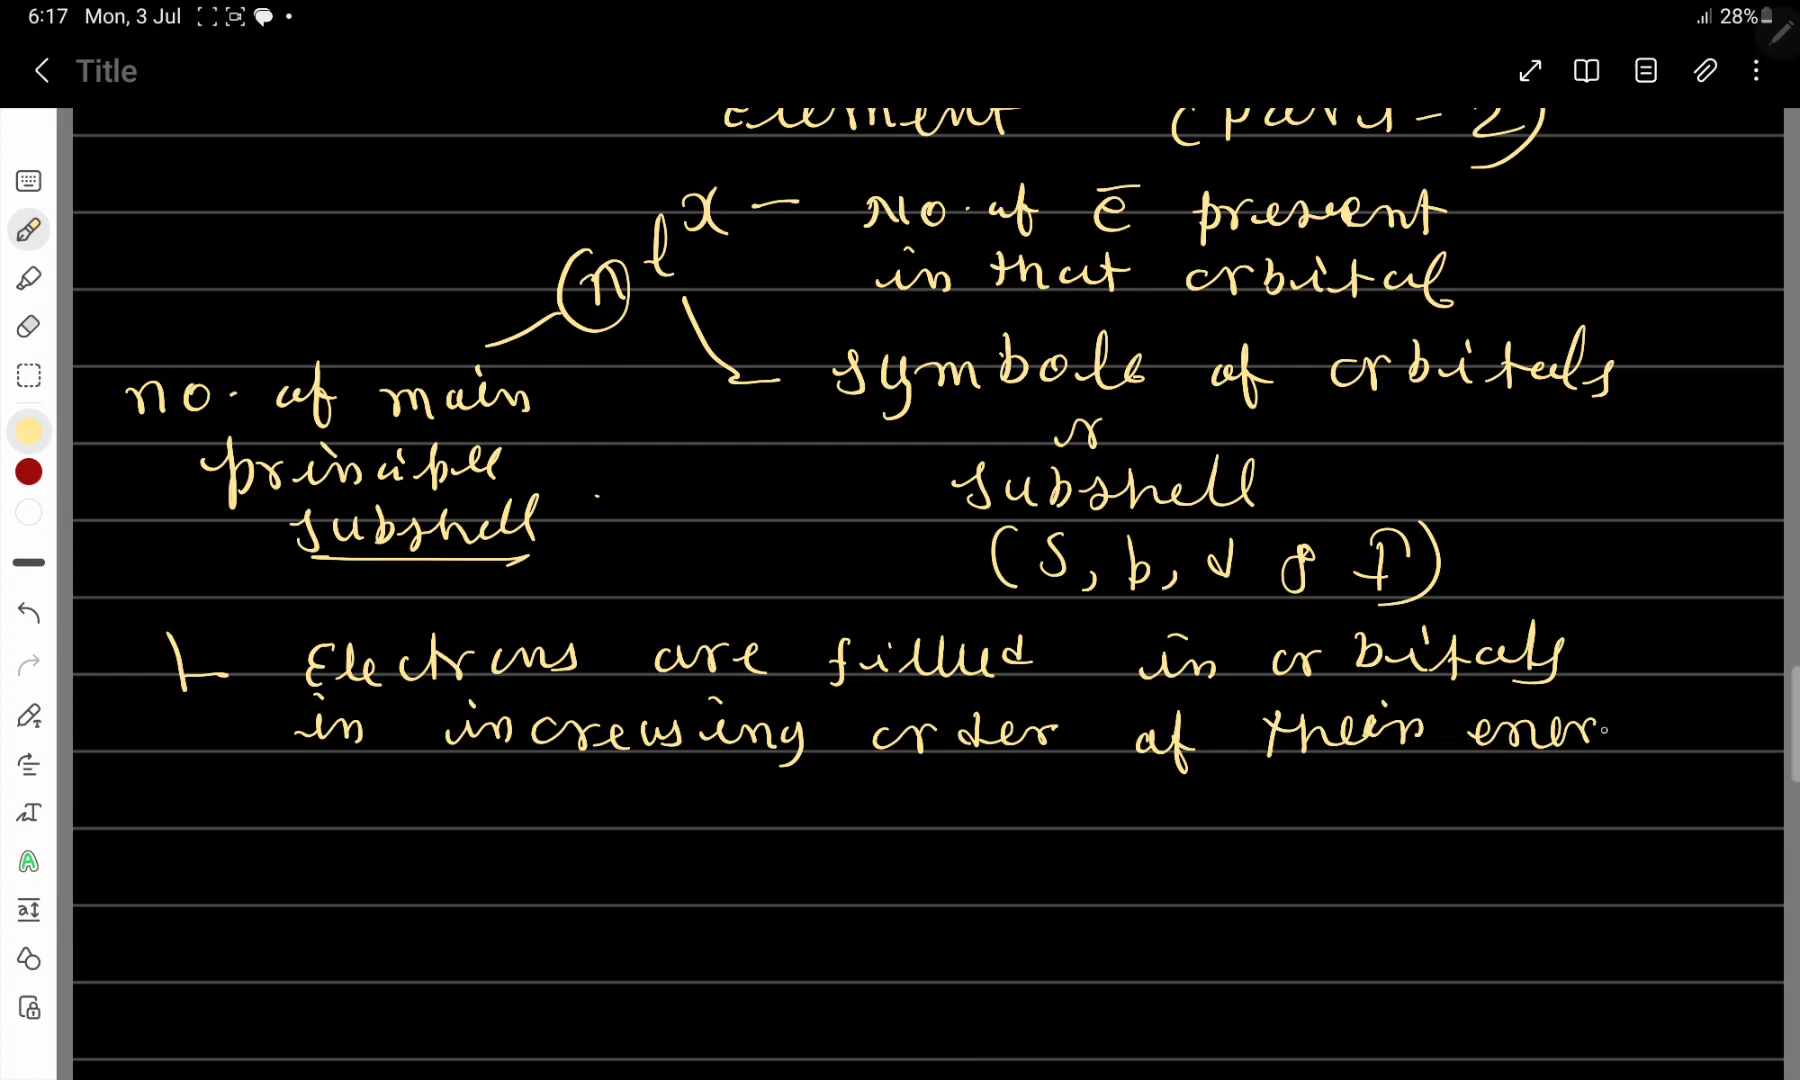 6:17 Mon, 3 Jul 28%
Title
Element (part-2)
n l x — No. of e̅ present
in that orbital
symbole of orbitals
no. of main
or
principle
subshell
subshell
(S, p, d & f)
Electrons are filled in orbitals
in increasing order of their ener